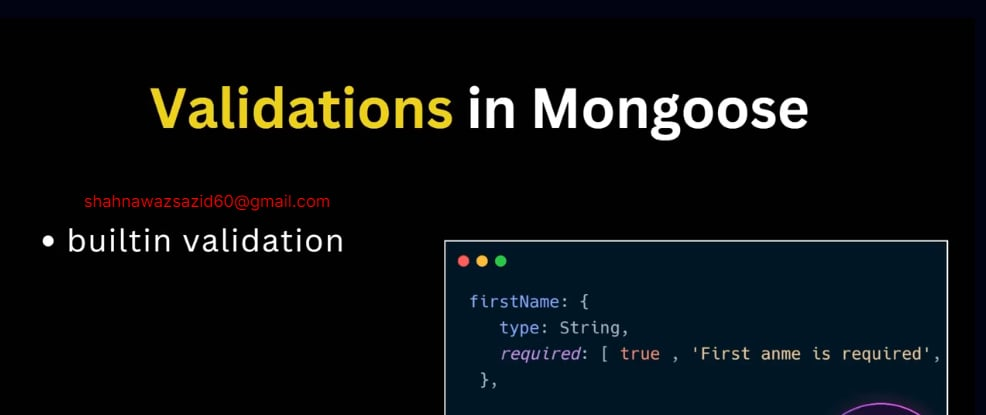 Validations in Mongoose
shahnawazsazid60@gmail.com
• builtin validation
firstName: {
type: String,
required: [ true , 'First anme is required',
},